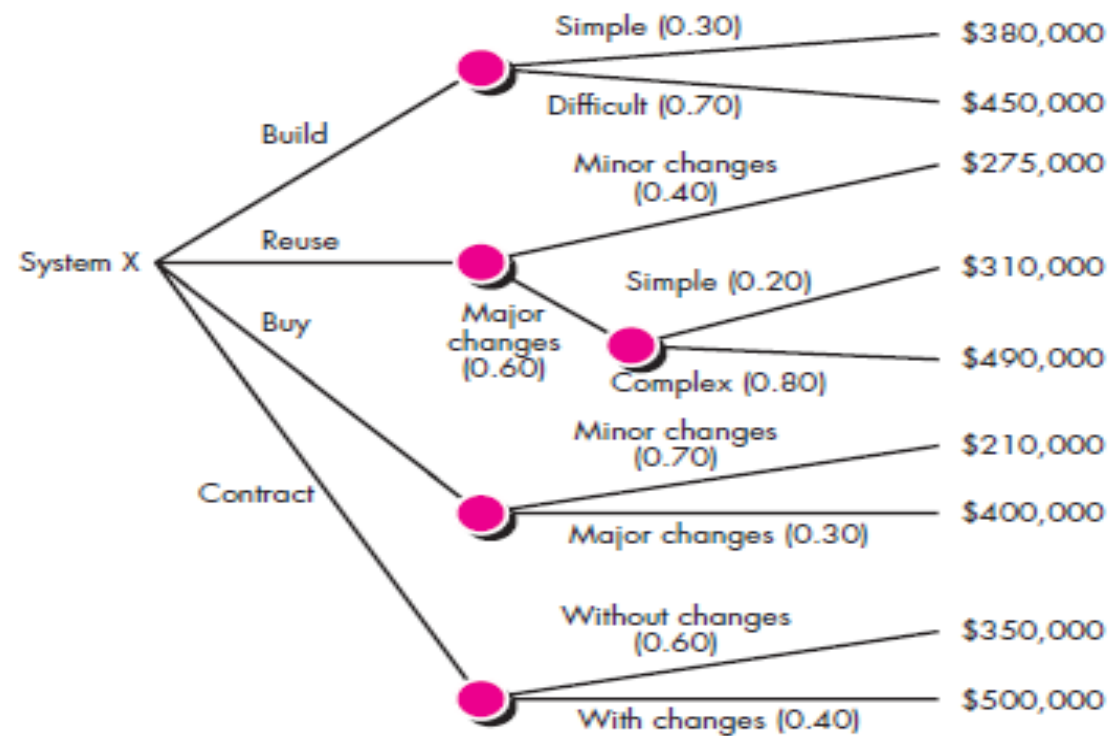 Simple (0.30)
$380,000
Difficult (0.70)
$450,000
Build
Minor changes
(0.40)
$275,000
Reuse
System X
Simple (0.20)
$310,000
Major
changes
(0.60)
Buy
$490,000
Complex (0.80)
Minor changes
(0.70)
$210,000
Contract
$400,000
Major changes (0.30)
Without changes
(0.60)
$350,000
$500,000
With changes (0.40)